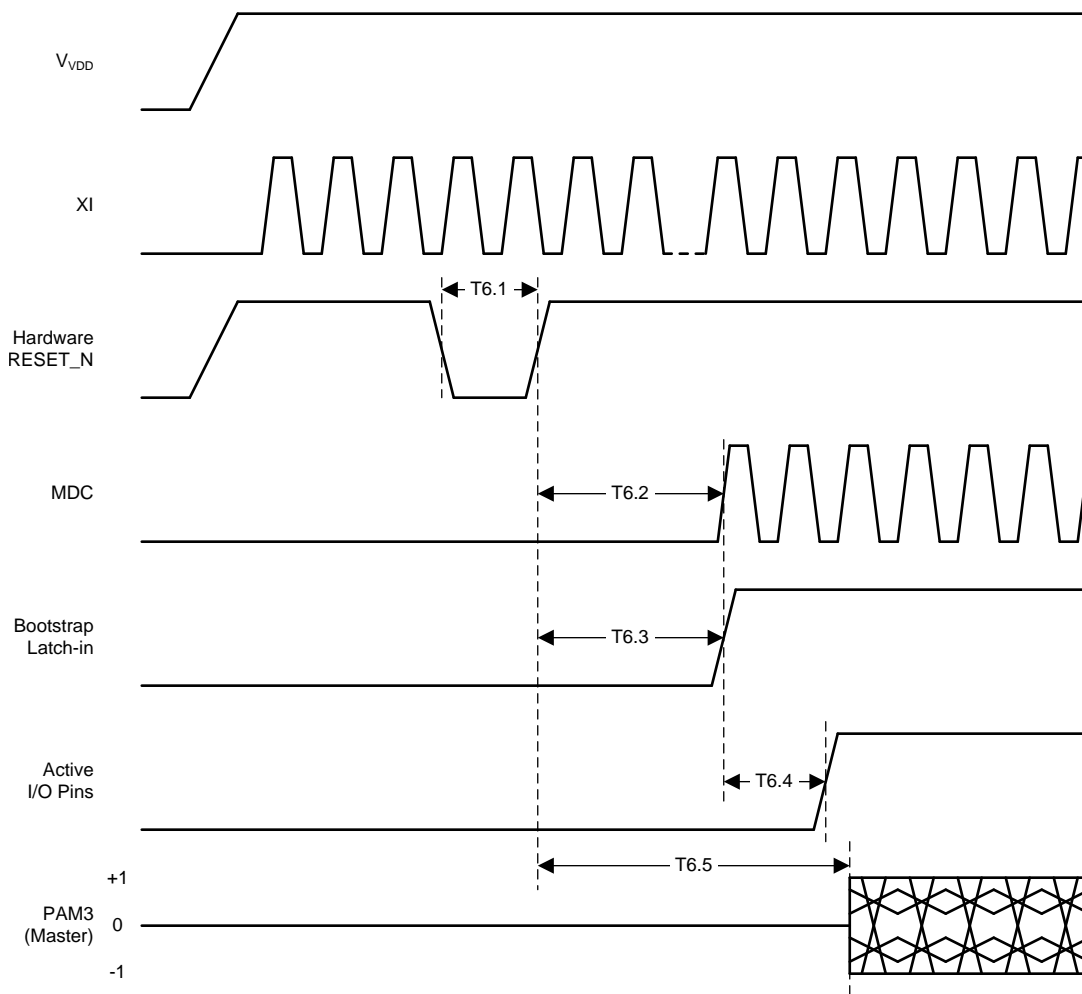 V_VDD
XI
T6.1
Hardware
RESET_N
MDC
T6.2
Bootstrap
Latch-in
T6.3
Active
I/O Pins
T6.4
T6.5
+1
PAM3
(Master)
0
-1